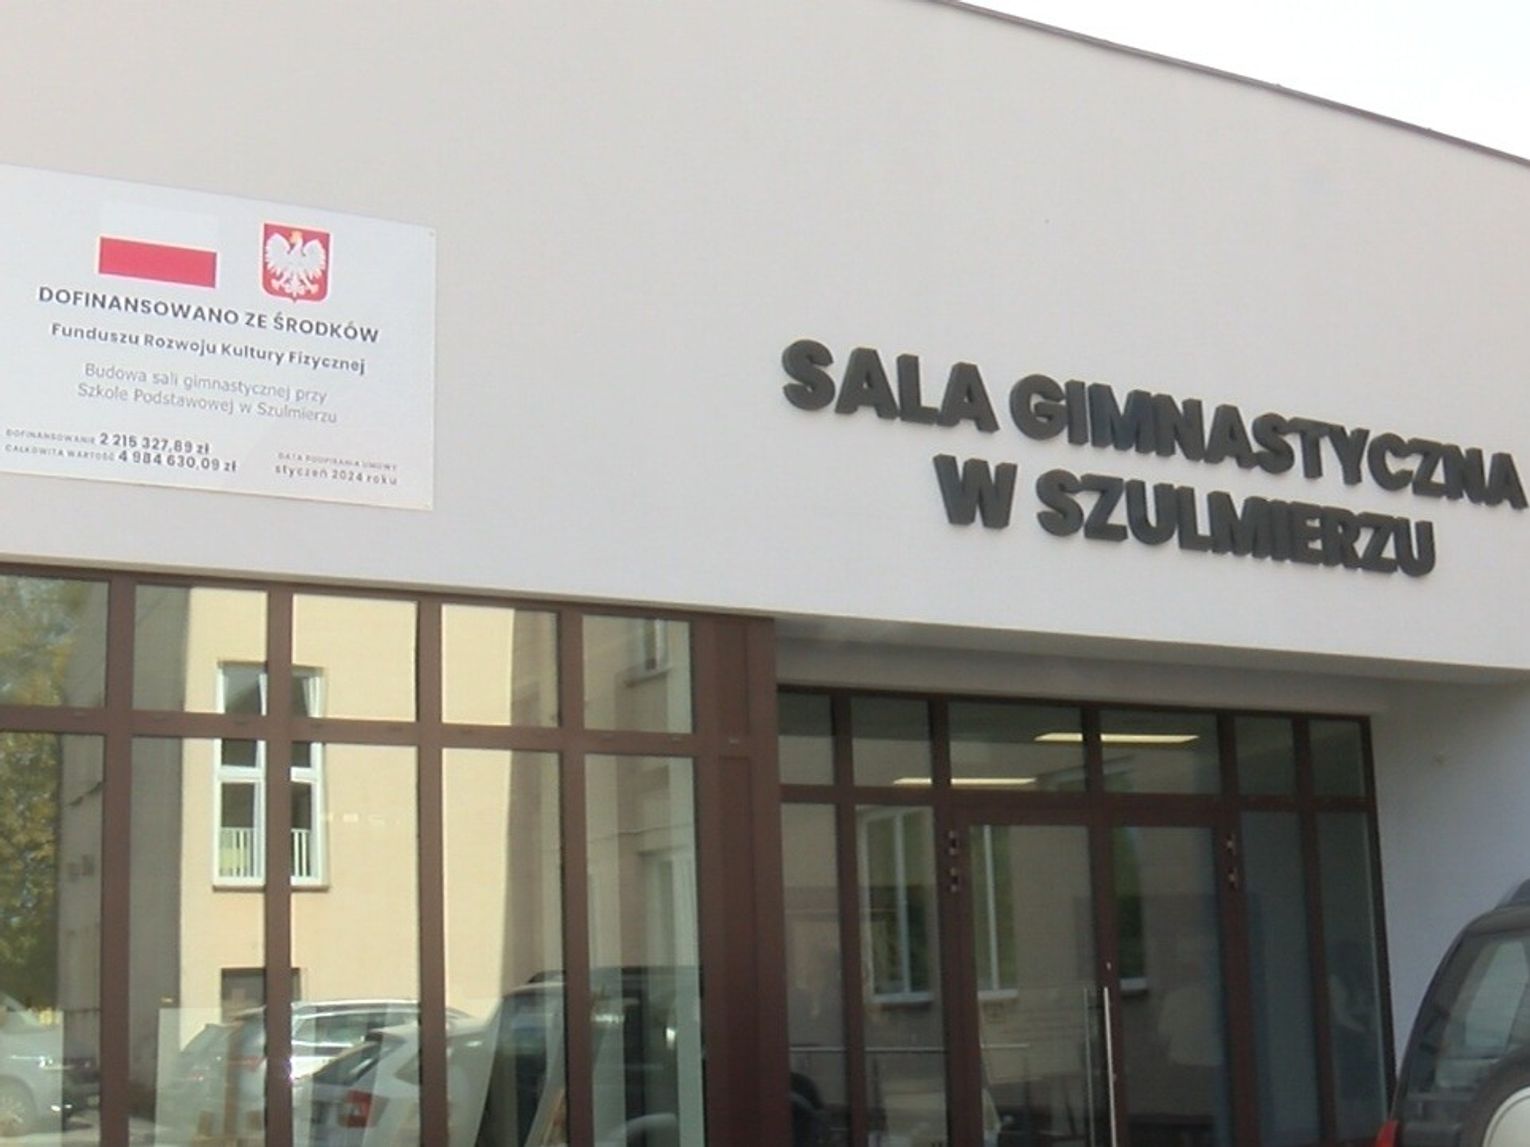 DOFINANSOWANO ZE ŚRODKÓW
Funduszu Rozwoju Kultury Fizycznej
Budowa sali gimnastycznej przy
Szkole Podstawowej w Szulmierzu
DOFINANSOWANIE 2 215 327,89 zł
CAŁKOWITA WARTOŚĆ 4 984 630,09 zł
DATA PODPISANIA UMOWY
styczeń 2024 roku
SALA GIMNASTYCZNA
W SZULMIERZU